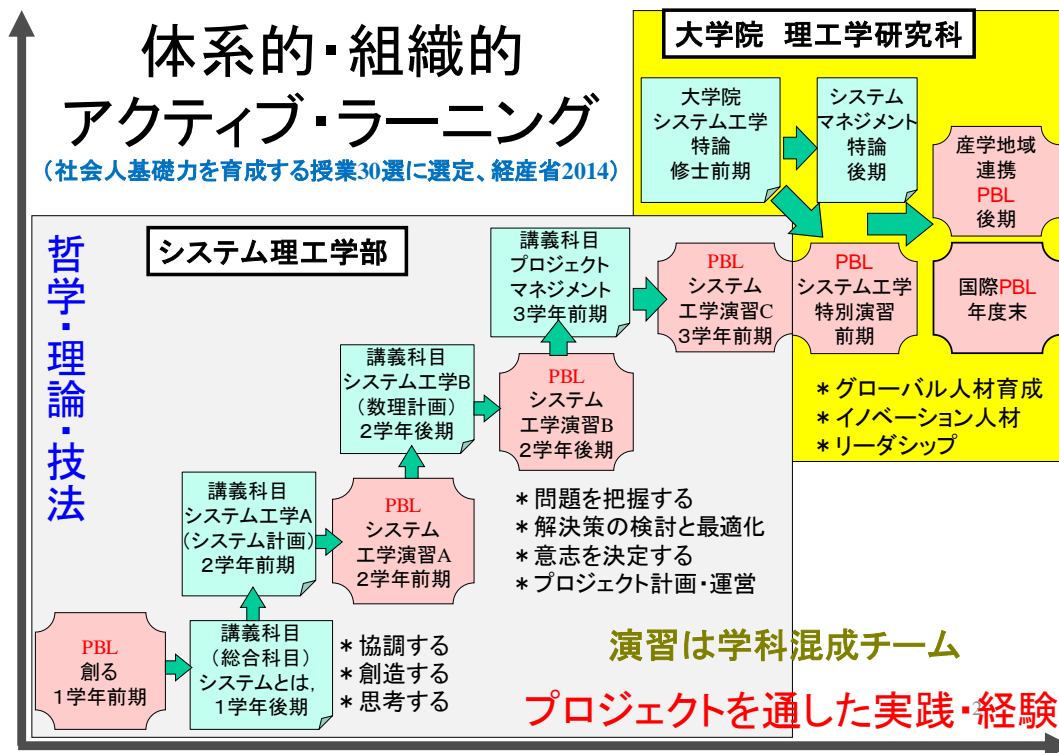 体系的・組織的
アクティブ・ラーニング
（社会人基礎力を育成する授業30選に選定、経産省2014）
大学院　理工学研究科
大学院
システム工学
特論
修士前期
システム
マネジメント
特論
後期
産学地域
連携
PBL
後期
哲学・理論・技法
システム理工学部
講義科目
プロジェクト
マネジメント
３学年前期
PBL
システム
工学演習C
３学年前期
PBL
システム工学
特別演習
前期
国際PBL
年度末
講義科目
システム工学B
（数理計画）
２学年後期
PBL
システム
工学演習B
２学年後期
＊グローバル人材育成
＊イノベーション人材
＊リーダシップ
講義科目
システム工学A
（システム計画）
２学年前期
PBL
システム
工学演習A
２学年前期
＊問題を把握する
＊解決策の検討と最適化
＊意志を決定する
＊プロジェクト計画・運営
PBL
創る
１学年前期
講義科目
（総合科目）
システムとは，
１学年後期
＊協調する
＊創造する
＊思考する
演習は学科混成チーム
プロジェクトを通した実践・経験
2